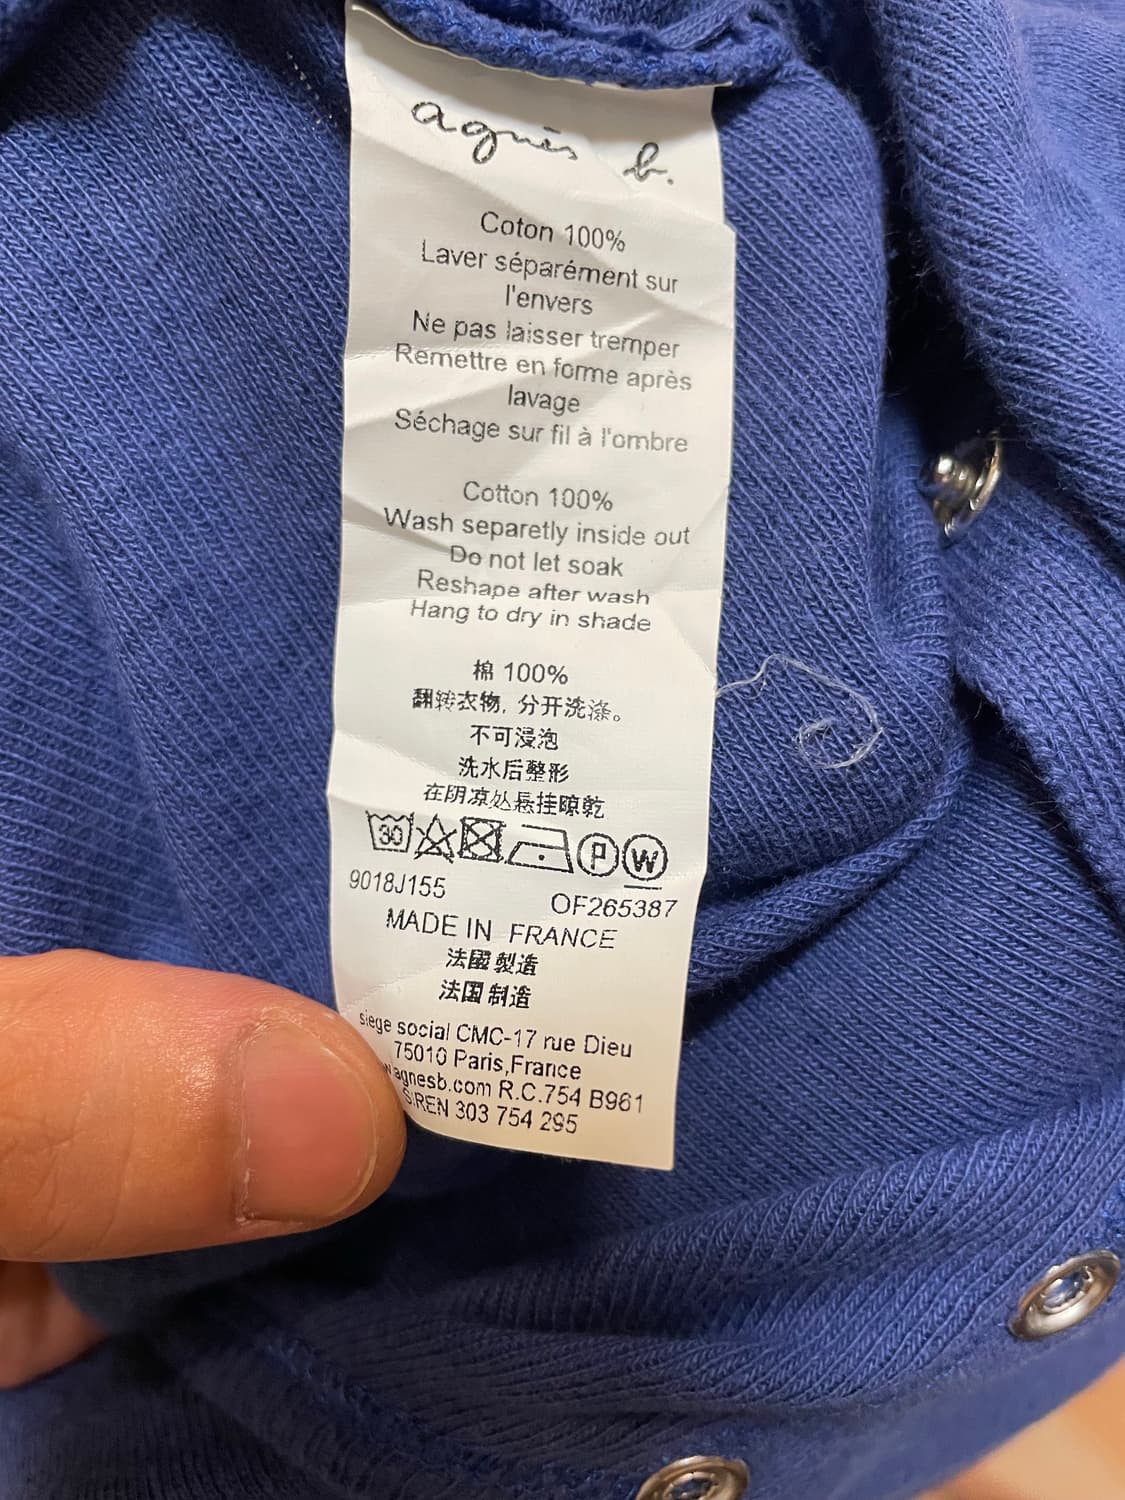 agnès b.
Coton 100%
Laver séparément sur
l'envers
Ne pas laisser tremper
Remettre en forme après
lavage
Séchage sur fil à l'ombre
Cotton 100%
Wash separetly inside out
Do not let soak
Reshape after wash
Hang to dry in shade
棉 100%
翻转衣物, 分开洗涤。
不可浸泡
洗水后整形
在阴凉处悬挂晾乾
30 P W
9018J155 OF265387
MADE IN FRANCE
法國製造
法国制造
siege social CMC-17 rue Dieu
75010 Paris,France
agnesb.com R.C.754 B961
SIREN 303 754 295